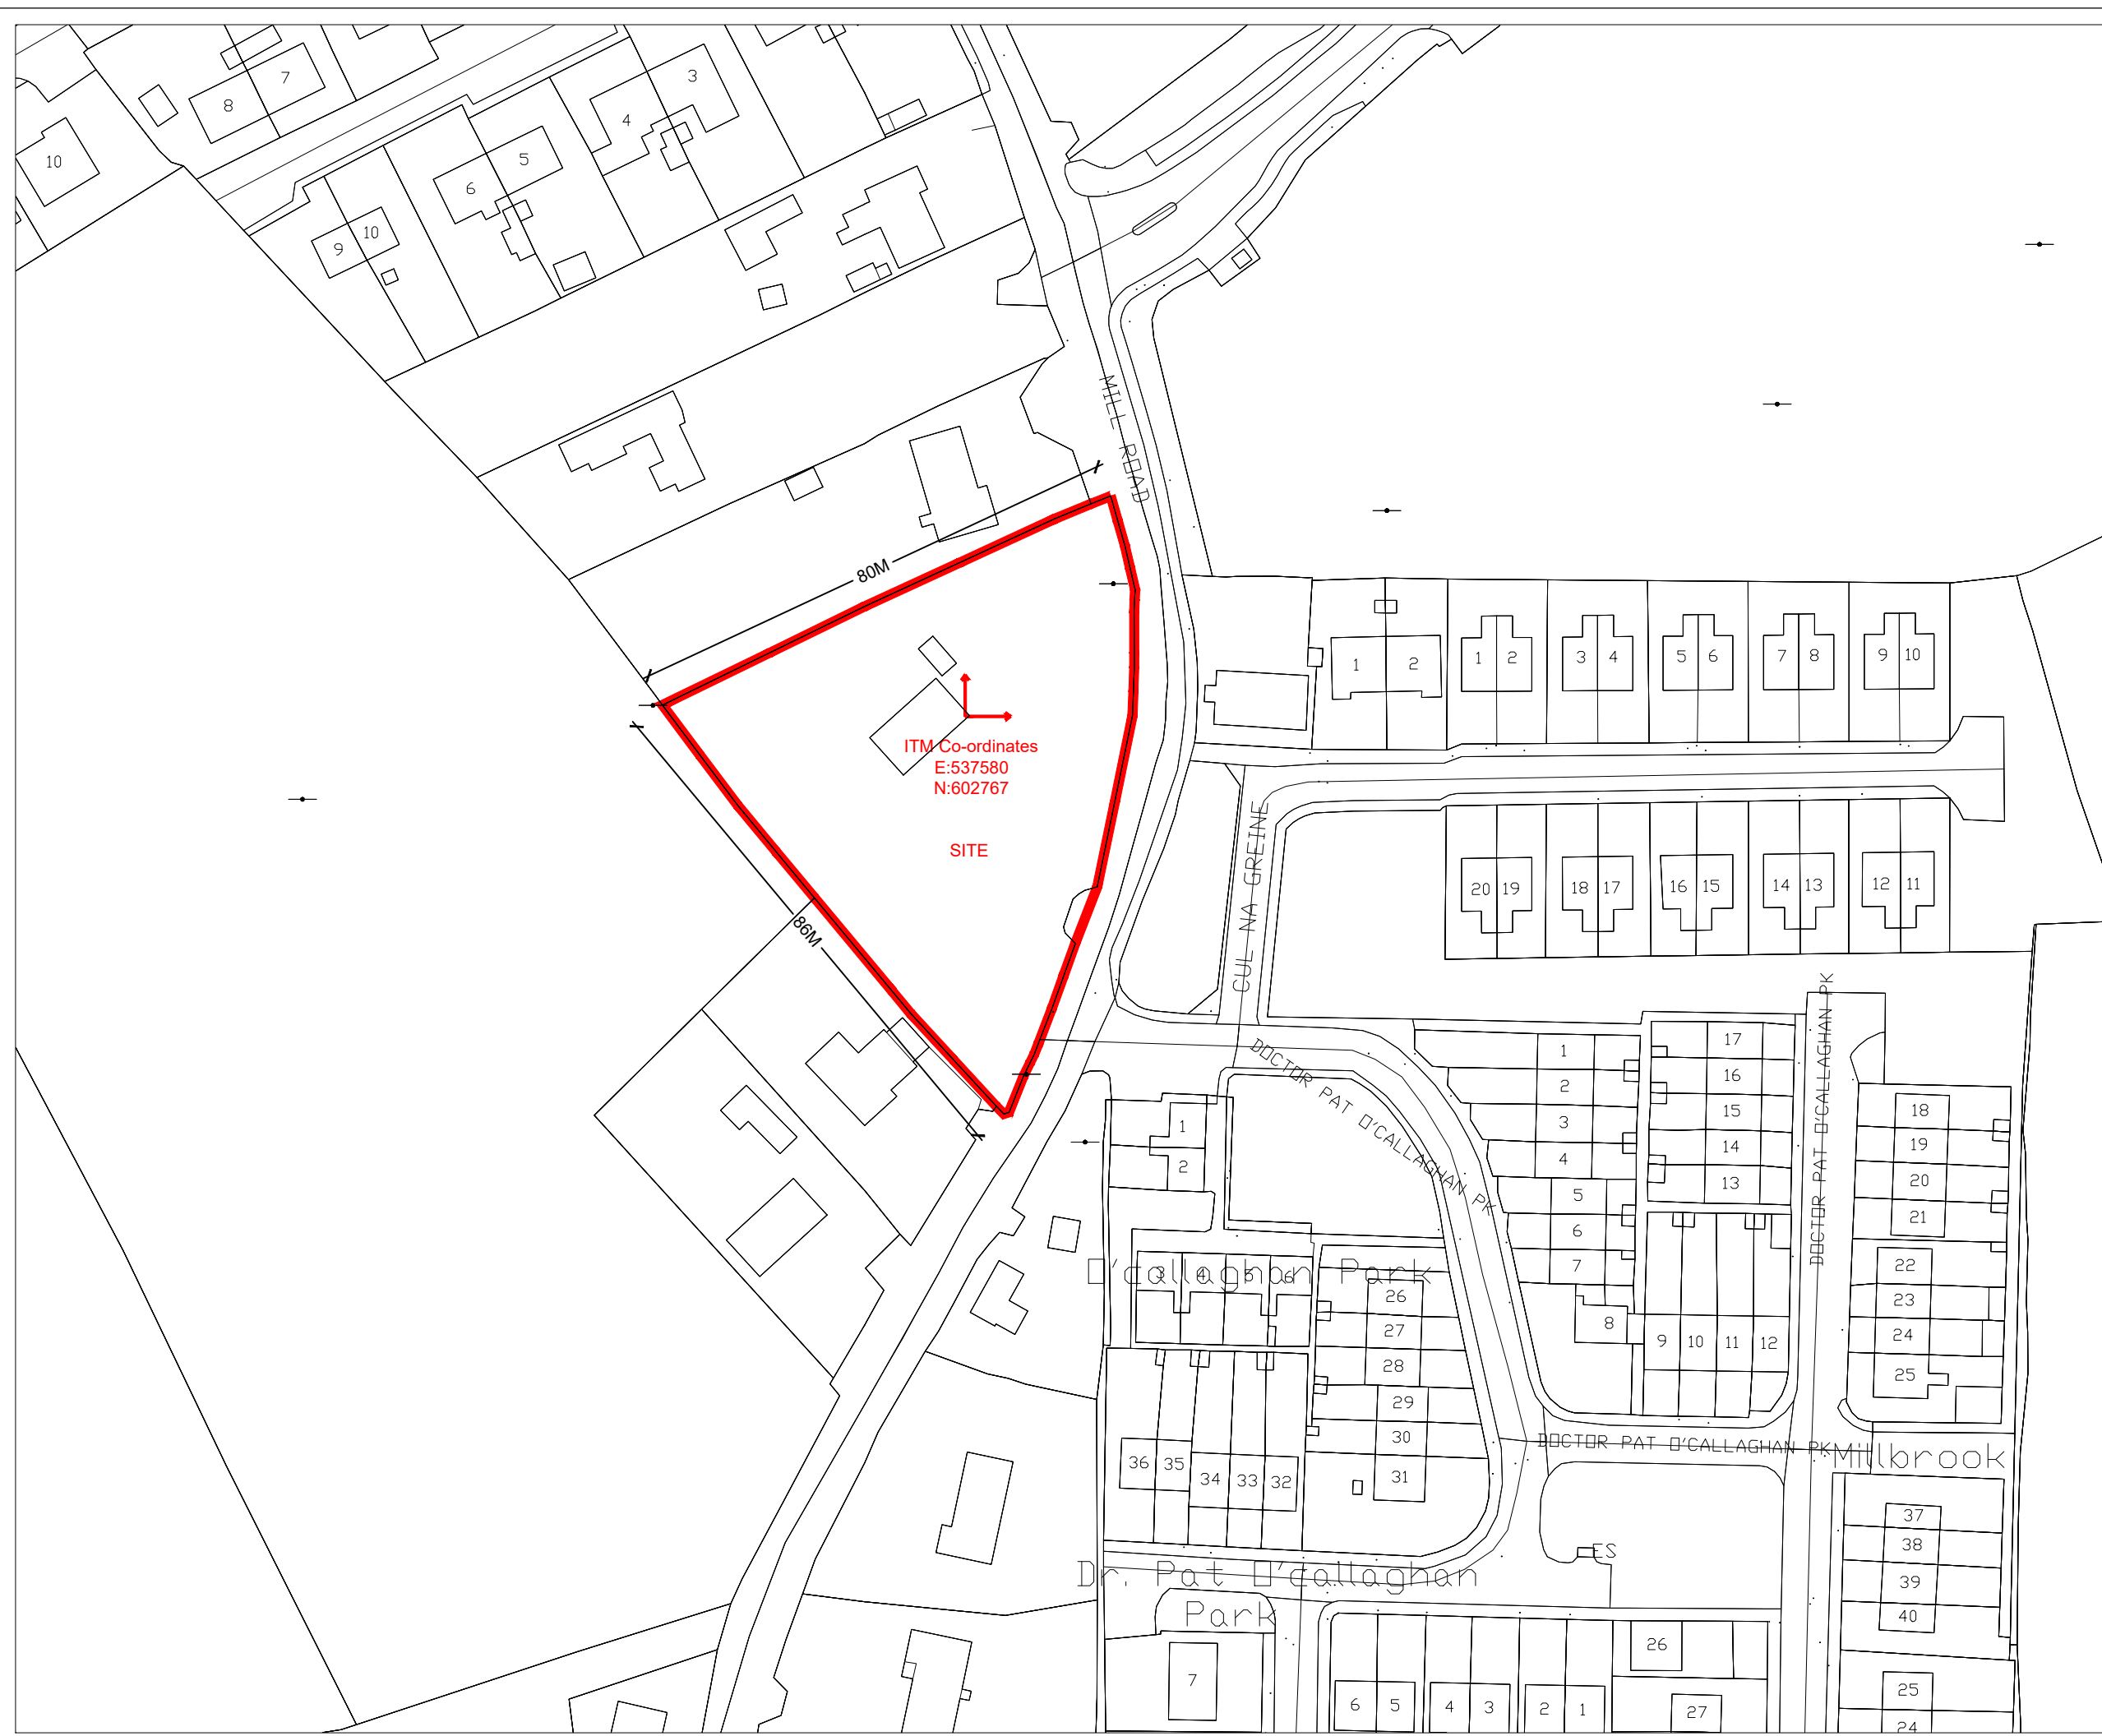 7
8
3
4
10
5
6
10
9
MILL ROAD
80M
ITM Co-ordinates
E:537580
N:602767
SITE
86M
1 2
1 2
3 4
5 6
7 8
9 10
CUL NA GREINE
20 19
18 17
16 15
14 13
12 11
DOCTOR PAT O'CALLAGHAN PK
DOCTOR PAT O'CALLAGHAN PK
1
2
3
4
5
6
7
8
17
16
15
14
13
9 10 11 12
18
19
20
21
22
23
24
25
1
2
O'callaghan Park
3 4 5 6
26
27
28
29
30
31
36 35 34 33 32
DOCTOR PAT O'CALLAGHAN PK
Millbrook
37
38
39
40
ES
Dr. Pat O'callaghan
Park
7
6 5 4 3 2 1
26
27
25
24